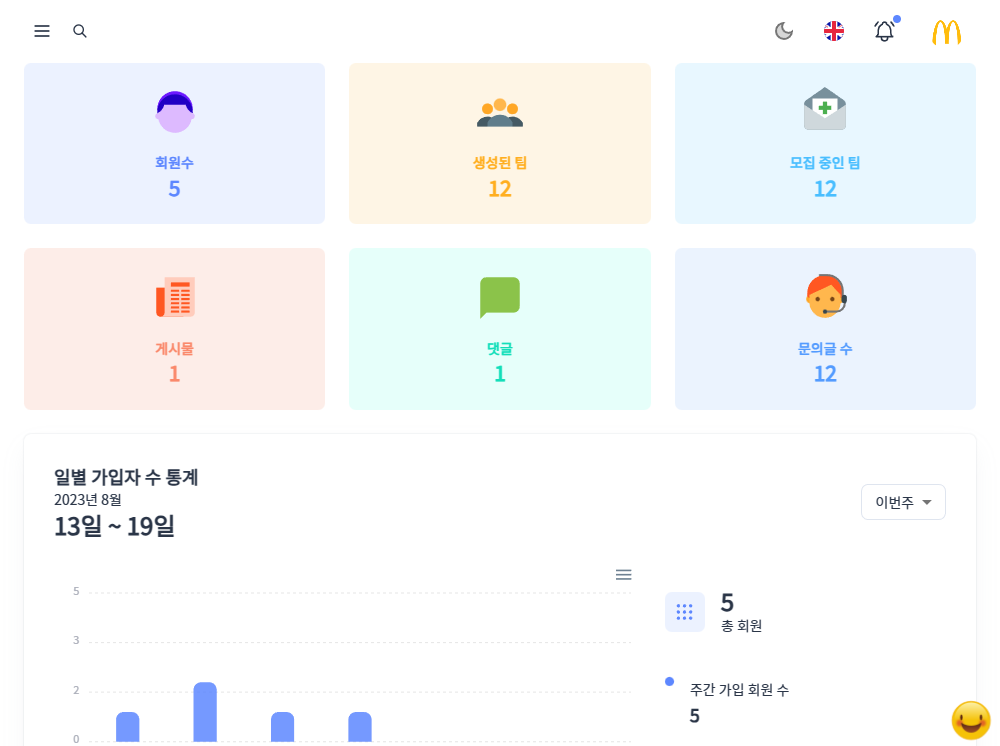 회원수
5
생성된 팀
12
모집 중인 팀
12
게시물
1
댓글
1
문의글 수
12
일별 가입자 수 통계
2023년 8월
13일 ~ 19일
이번주
5
3
2
0
5
총 회원
주간 가입 회원 수
5